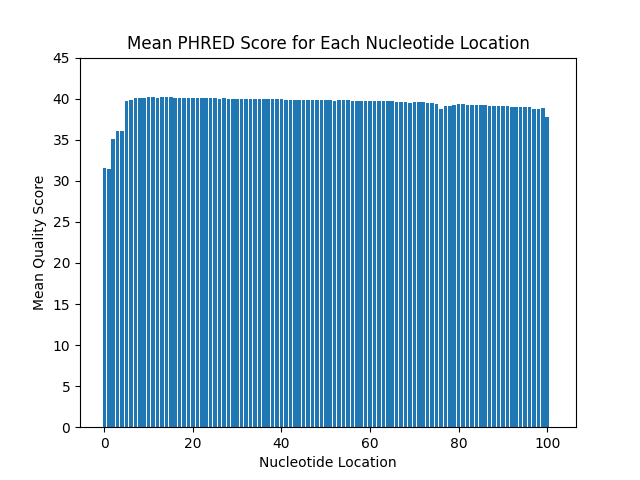 Mean PHRED Score for Each Nucleotide Location
45
40
35
30
25
20
15
10
5
0
Mean Quality Score
0 20 40 60 80 100
Nucleotide Location